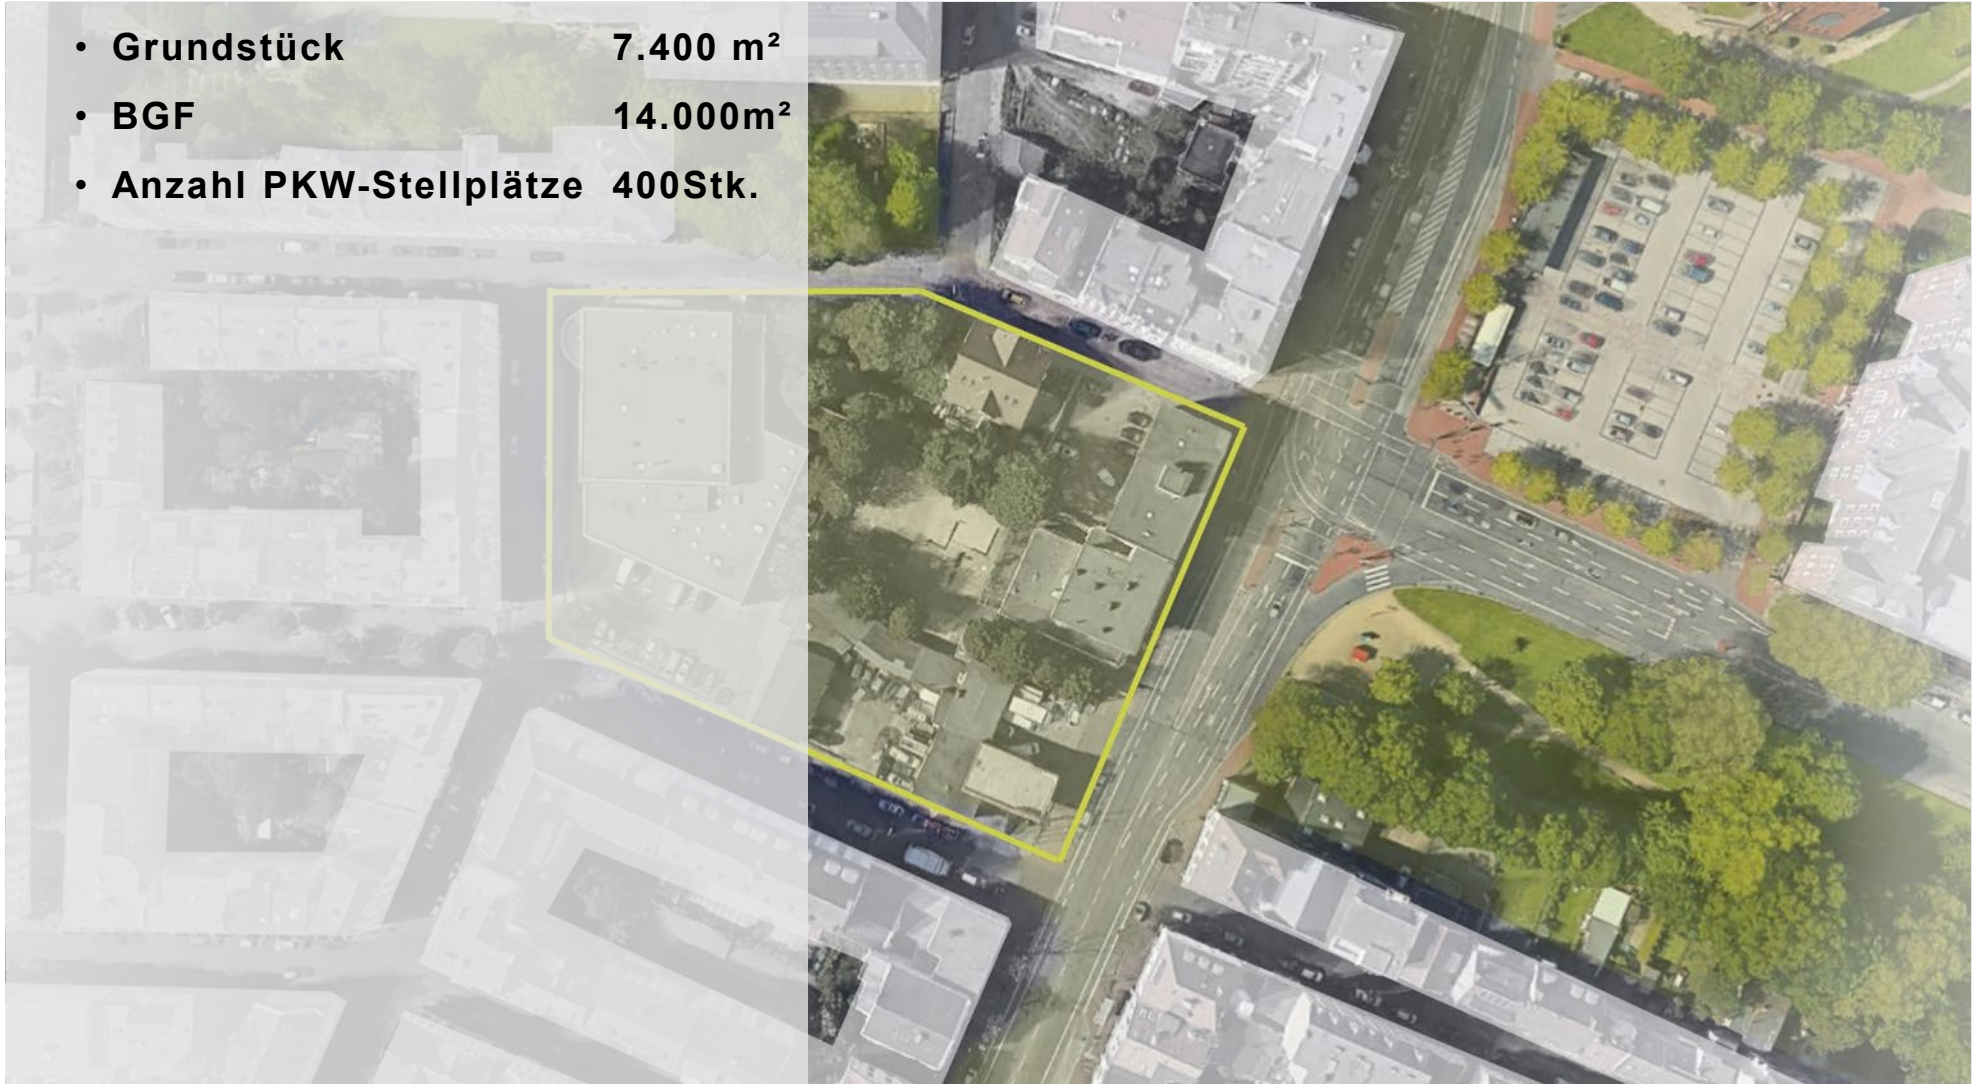 • Grundstück 7.400 m²
• BGF 14.000m²
• Anzahl PKW-Stellplätze 400Stk.